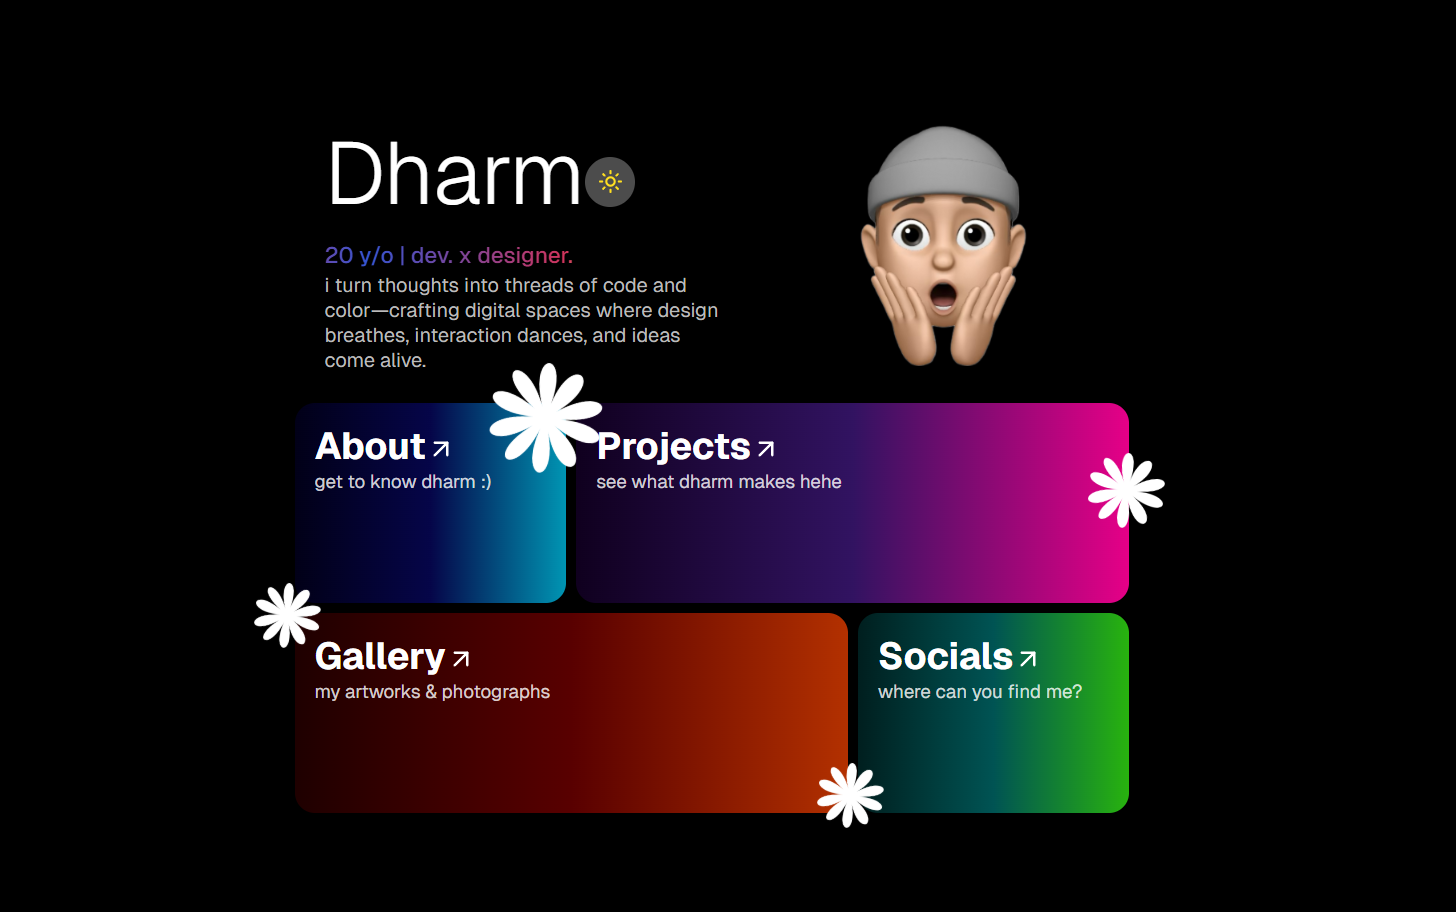 Dharm
20 y/o | dev. x designer.
i turn thoughts into threads of code and
color—crafting digital spaces where design
breathes, interaction dances, and ideas
come alive.
About
get to know dharm :)
Projects
see what dharm makes hehe
Gallery
my artworks & photographs
Socials
where can you find me?